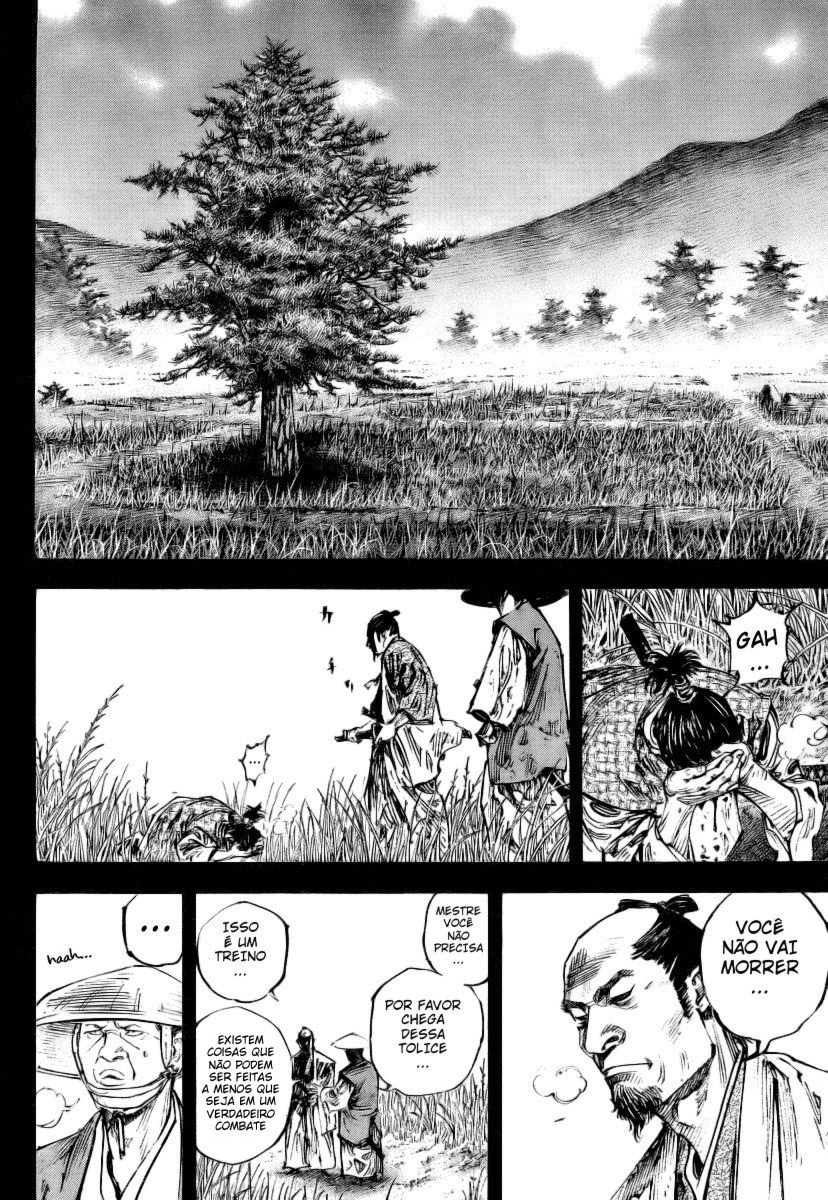 GAH
...
...
VOCÊ
NÃO VAI
MORRER
...
MESTRE
VOCÊ
NÃO
PRECISA
...
POR FAVOR
CHEGA
DESSA
TOLICE
...
ISSO
É UM
TREINO
...
EXISTEM
COISAS QUE
NÃO PODEM
SER FEITAS
A MENOS QUE
SEJA EM UM
VERDADEIRO
COMBATE
...
haah...